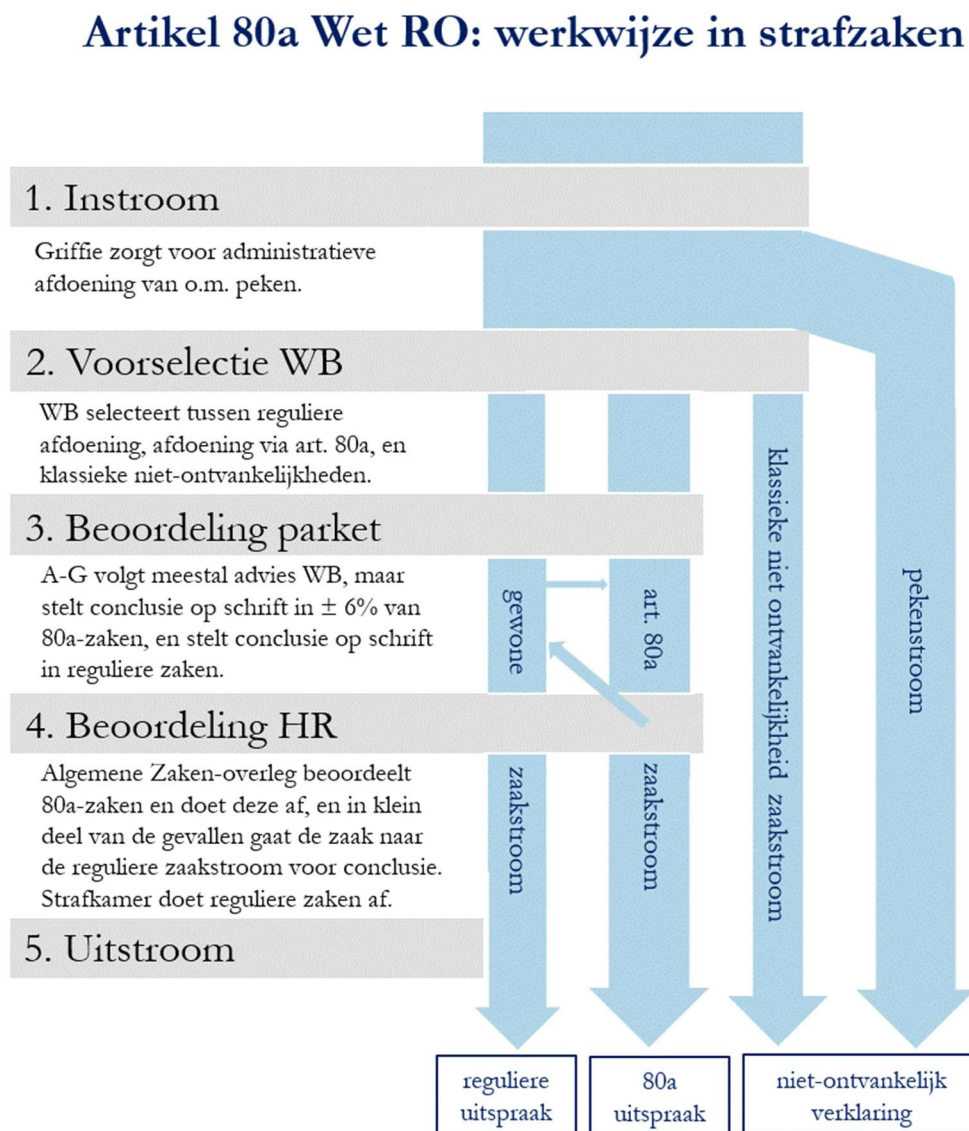 Artikel 80a Wet RO: werkwijze in strafzaken
1. Instroom
Griffie zorgt voor administratieve
afdoening van o.m. peken.
2. Voorselectie WB
WB selecteert tussen reguliere
afdoening, afdoening via art. 80a, en
klassieke niet-ontvankelijkheden.
3. Beoordeling parket
A-G volgt meestal advies WB, maar
stelt conclusie op schrift in ± 6% van
80a-zaken, en stelt conclusie op schrift
in reguliere zaken.
4. Beoordeling HR
Algemene Zaken-overleg beoordeelt
80a-zaken en doet deze af, en in klein
deel van de gevallen gaat de zaak naar
de reguliere zaakstroom voor conclusie.
Strafkamer doet reguliere zaken af.
5. Uitstroom
gewone zaakstroom
art. 80a zaakstroom
klassieke niet ontvankelijkheid zaakstroom
pekenstroom
reguliere
uitspraak
80a
uitspraak
niet-ontvankelijk
verklaring